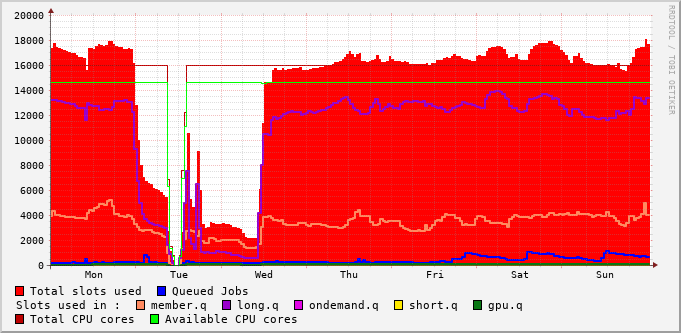 20000
18000
16000
14000
12000
10000
8000
6000
4000
2000
0
Mon Tue Wed Thu Fri Sat Sun
Total slots used Queued Jobs
Slots used in : member.q long.q ondemand.q short.q gpu.q
Total CPU cores Available CPU cores
RRDTOOL / TOBI OETIKER